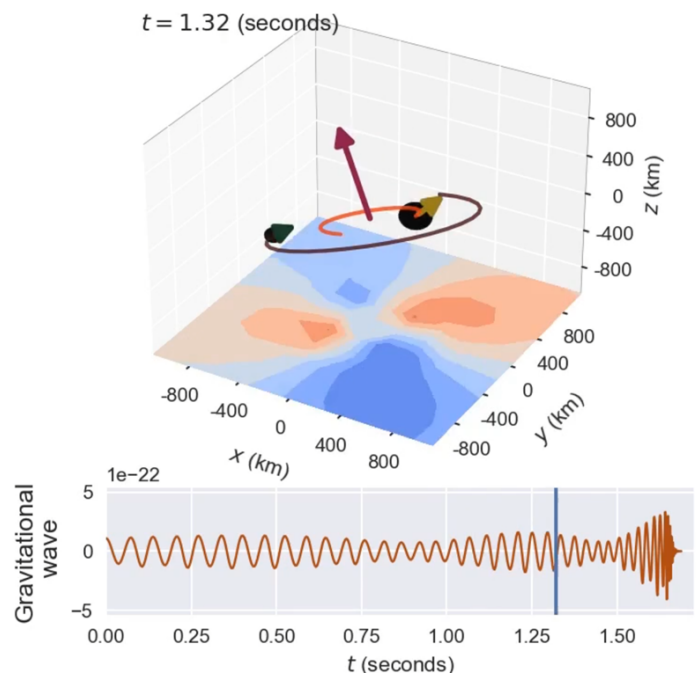 t = 1.32 (seconds)
800
400
0
-400
-800
z (km)
-800
-400
0
400
800
x (km)
800
400
0
-400
-800
y (km)
1e−22
5
0
−5
Gravitational
wave
0.00 0.25 0.50 0.75 1.00 1.25 1.50
t (seconds)